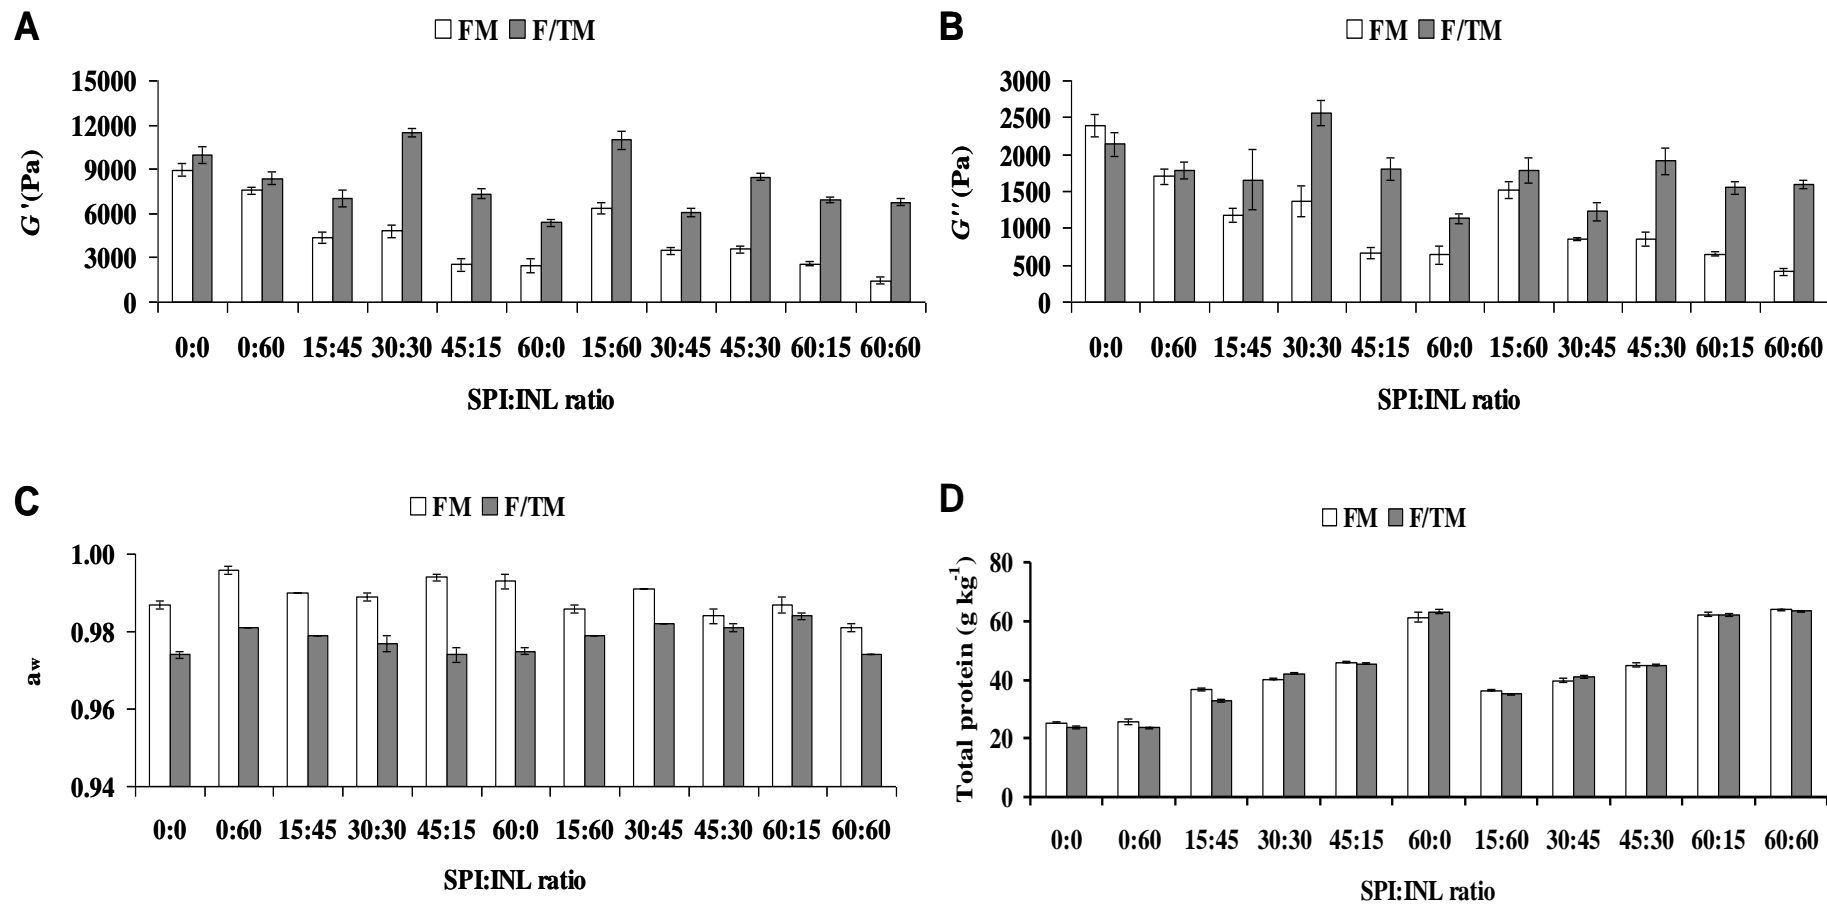 A
FM F/TM
15000
12000
9000
6000
3000
0
G '(Pa)
0:0 0:60 15:45 30:30 45:15 60:0 15:60 30:45 45:30 60:15 60:60
SPI:INL ratio
B
FM F/TM
3000
2500
2000
1500
1000
500
0
G''(Pa)
0:0 0:60 15:45 30:30 45:15 60:0 15:60 30:45 45:30 60:15 60:60
SPI:INL ratio
C
FM F/TM
1.00
0.98
0.96
0.94
aw
0:0 0:60 15:45 30:30 45:15 60:0 15:60 30:45 45:30 60:15 60:60
SPI:INL ratio
D
FM F/TM
80
60
40
20
0
Total protein (g kg-1)
0:0 0:60 15:45 30:30 45:15 60:0 15:60 30:45 45:30 60:15 60:60
SPI:INL ratio